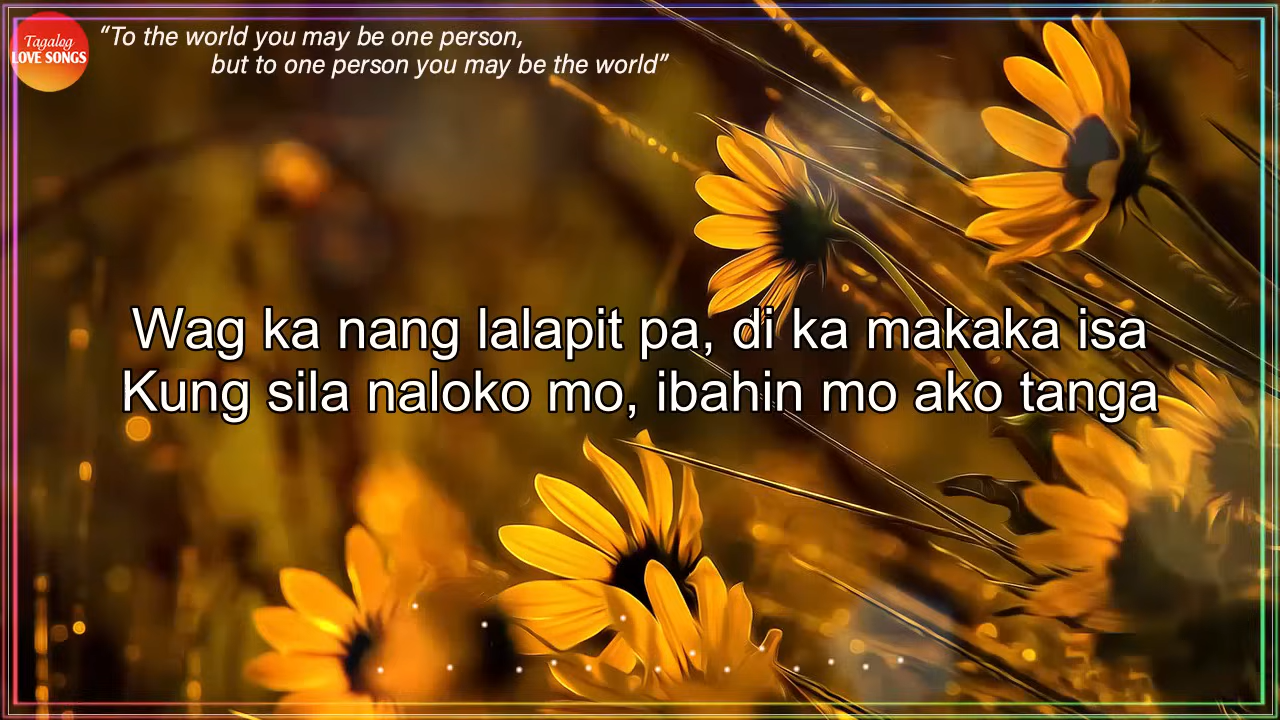 Tagalog
LOVE SONGS
“To the world you may be one person,
but to one person you may be the world”
Wag ka nang lalapit pa, di ka makaka isa
Kung sila naloko mo, ibahin mo ako tanga